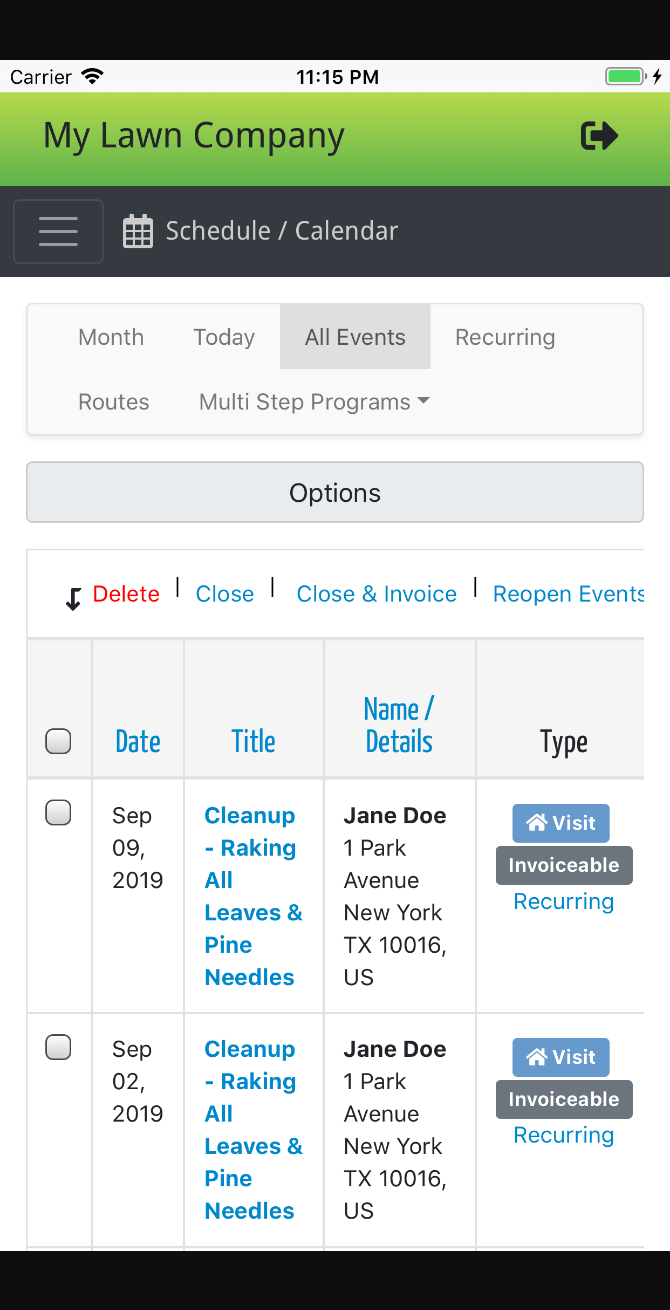 Carrier 11:15 PM
My Lawn Company
Schedule / Calendar
Month Today All Events Recurring
Routes Multi Step Programs
Options
Delete | Close | Close & Invoice | Reopen Events
Date Title Name / Details Type
Sep 09, 2019
Cleanup - Raking All Leaves & Pine Needles
Jane Doe
1 Park Avenue
New York TX 10016, US
Visit
Invoiceable
Recurring
Sep 02, 2019
Cleanup - Raking All Leaves & Pine Needles
Jane Doe
1 Park Avenue
New York TX 10016, US
Visit
Invoiceable
Recurring